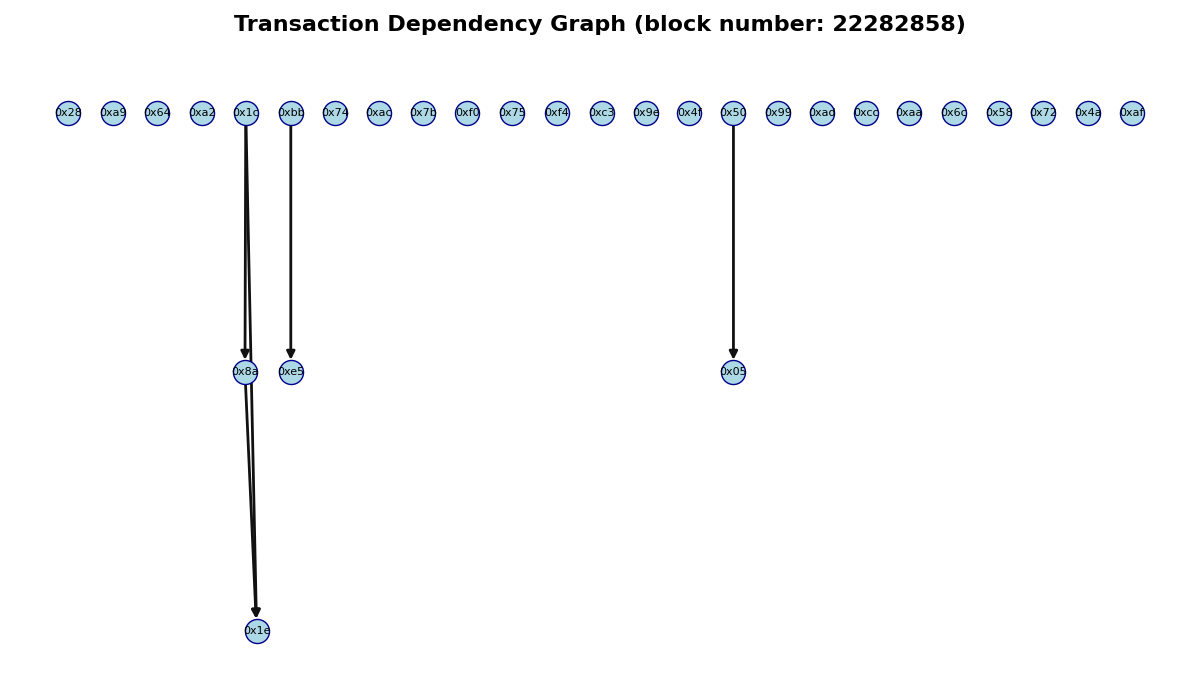 Transaction Dependency Graph (block number: 22282858)
0x28 0xa9 0x64 0xa2 0x1c 0xbb 0x74 0xac 0x7b 0xf0 0x75 0xf4 0xc3 0x9e 0x4f 0x50 0x99 0xad 0xcc 0xaa 0x6c 0x58 0x72 0x4a 0xaf
0x8a 0xe5 0x05
0x1e